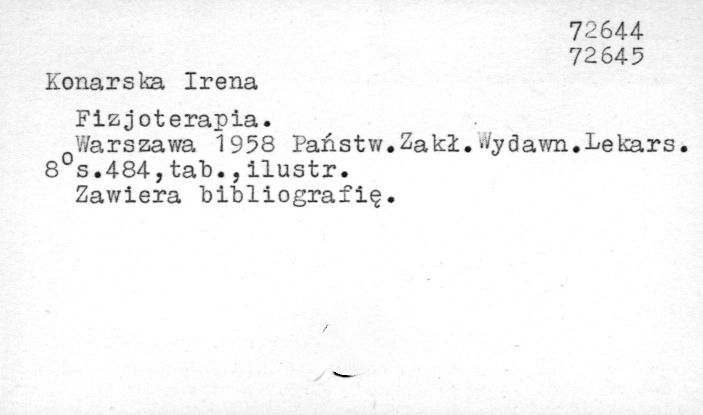 72644
72645
Konarska Irena
Fizjoterapia.
Warszawa 1958 Państw.Zakł.Wydawn.Lekars.
8° s.484,tab.,ilustr.
Zawiera bibliografię.